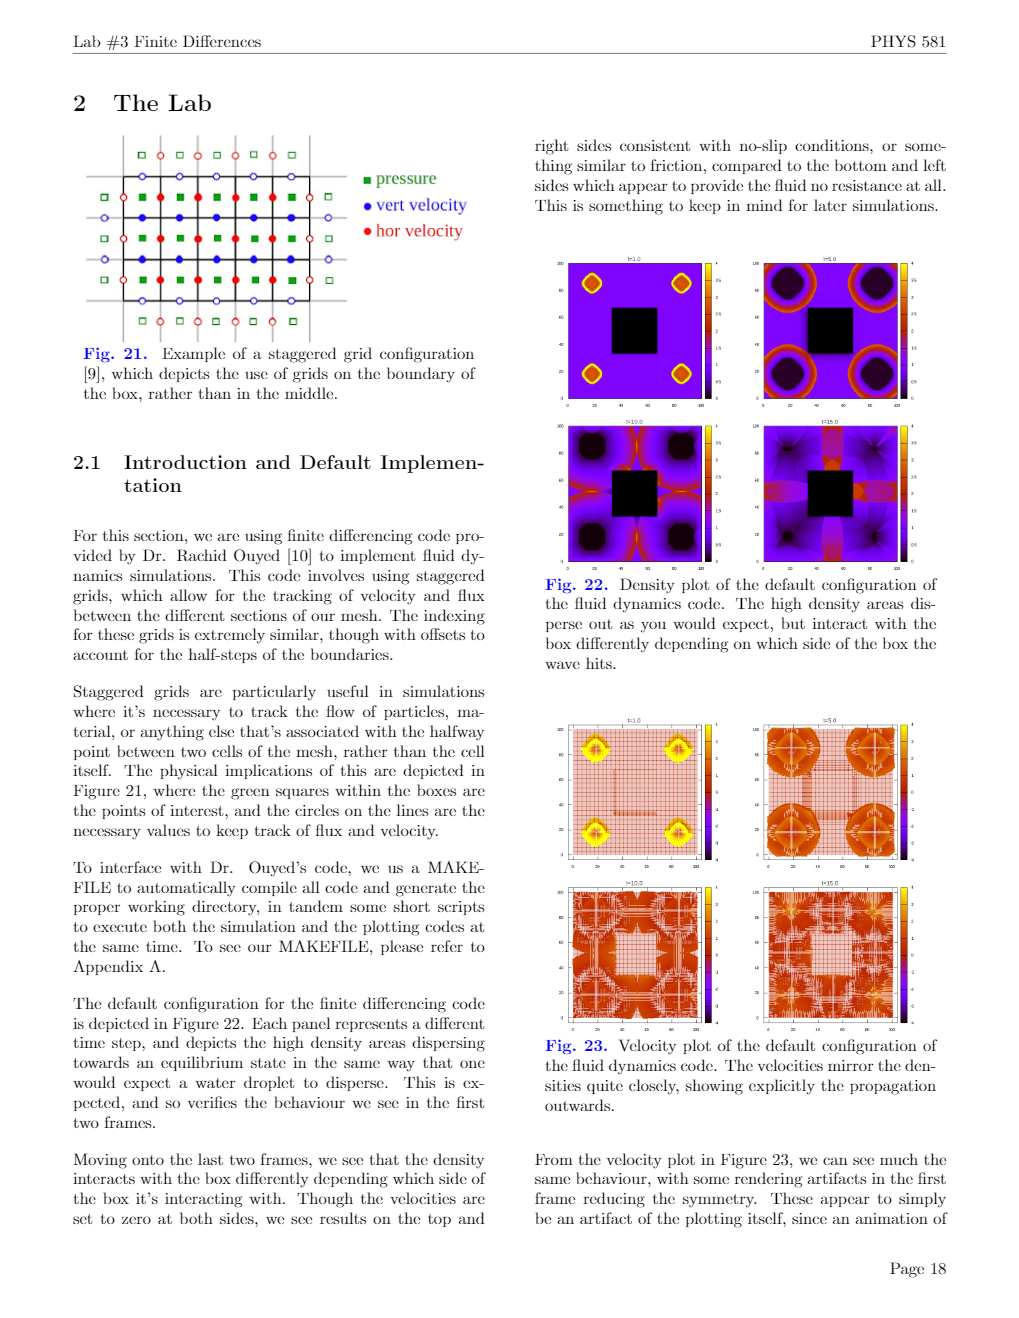 Lab #3 Finite Differences
PHYS 581
2 The Lab
pressure
vert velocity
hor velocity
Fig. 21. Example of a staggered grid configuration
[9], which depicts the use of grids on the boundary of
the box, rather than in the middle.
2.1 Introduction and Default Implemen-
tation
For this section, we are using finite differencing code pro-
vided by Dr. Rachid Ouyed [10] to implement fluid dy-
namics simulations. This code involves using staggered
grids, which allow for the tracking of velocity and flux
between the different sections of our mesh. The indexing
for these grids is extremely similar, though with offsets to
account for the half-steps of the boundaries.
Staggered grids are particularly useful in simulations
where it's necessary to track the flow of particles, ma-
terial, or anything else that's associated with the halfway
point between two cells of the mesh, rather than the cell
itself. The physical implications of this are depicted in
Figure 21, where the green squares within the boxes are
the points of interest, and the circles on the lines are the
necessary values to keep track of flux and velocity.
To interface with Dr. Ouyed's code, we us a MAKE-
FILE to automatically compile all code and generate the
proper working directory, in tandem some short scripts
to execute both the simulation and the plotting codes at
the same time. To see our MAKEFILE, please refer to
Appendix A.
The default configuration for the finite differencing code
is depicted in Figure 22. Each panel represents a different
time step, and depicts the high density areas dispersing
towards an equilibrium state in the same way that one
would expect a water droplet to disperse. This is ex-
pected, and so verifies the behaviour we see in the first
two frames.
Moving onto the last two frames, we see that the density
interacts with the box differently depending which side of
the box it's interacting with. Though the velocities are
set to zero at both sides, we see results on the top and
right sides consistent with no-slip conditions, or some-
thing similar to friction, compared to the bottom and left
sides which appear to provide the fluid no resistance at all.
This is something to keep in mind for later simulations.
t=1.0
t=5.0
t=10.0
t=15.0
Fig. 22. Density plot of the default configuration of
the fluid dynamics code. The high density areas dis-
perse out as you would expect, but interact with the
box differently depending on which side of the box the
wave hits.
t=1.0
t=5.0
t=10.0
t=15.0
Fig. 23. Velocity plot of the default configuration of
the fluid dynamics code. The velocities mirror the den-
sities quite closely, showing explicitly the propagation
outwards.
From the velocity plot in Figure 23, we can see much the
same behaviour, with some rendering artifacts in the first
frame reducing the symmetry. These appear to simply
be an artifact of the plotting itself, since an animation of
Page 18